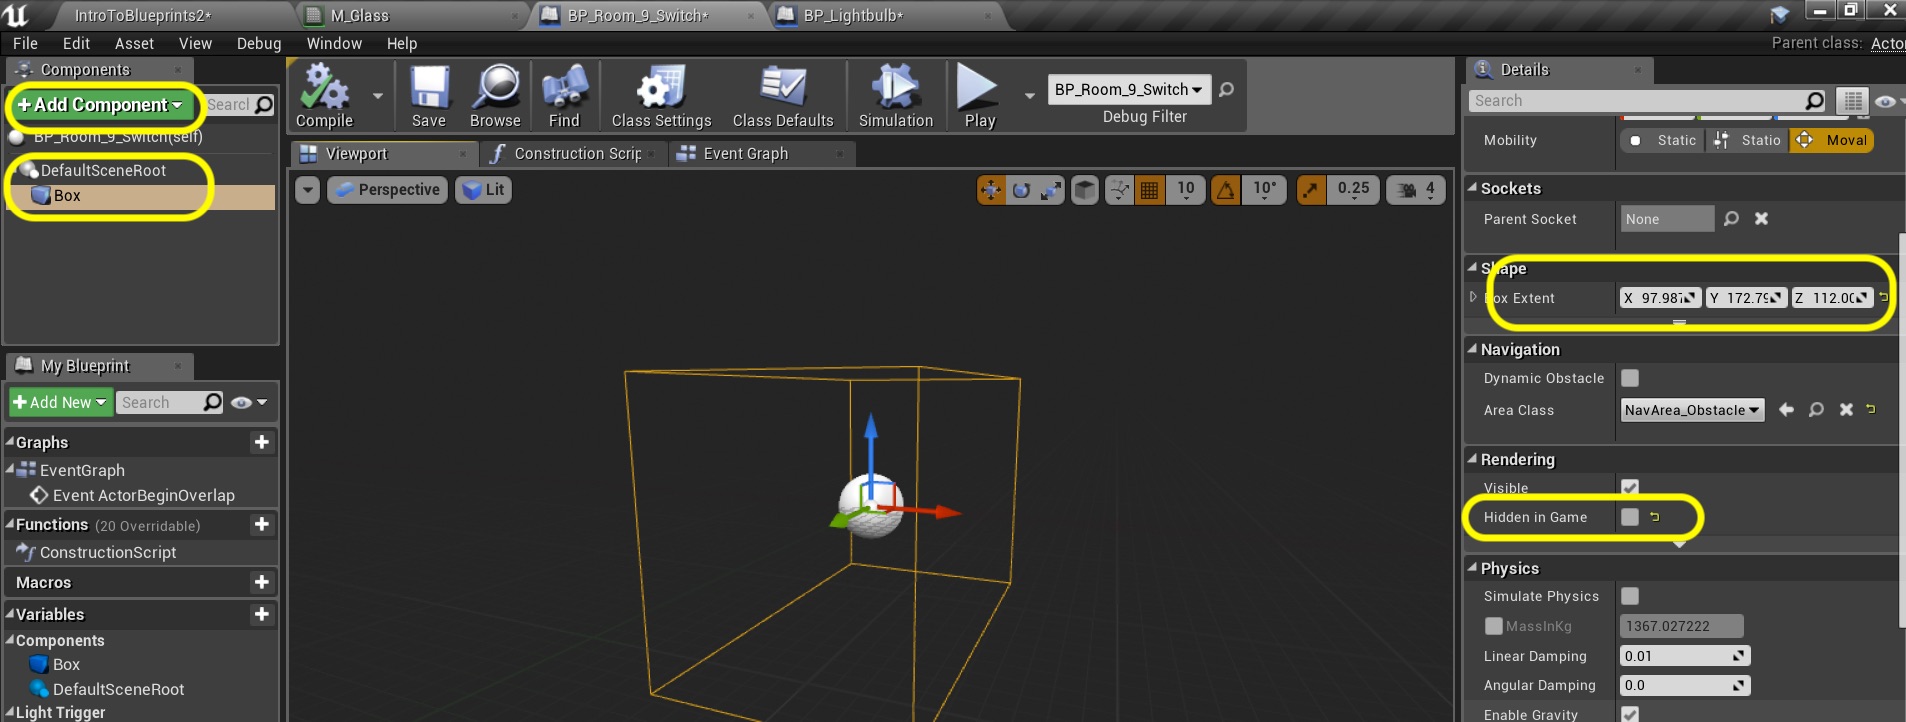 IntroToBlueprints2* M_Glass BP_Room_9_Switch* BP_Lightbulb*
File Edit Asset View Debug Window Help
Parent class: Acto
Components
+Add Component
Searcl
BP_Room_9_Switch(self)
DefaultSceneRoot
Box
My Blueprint
+Add New
Search
Graphs
EventGraph
Event ActorBeginOverlap
Functions (20 Overridable)
ConstructionScript
Macros
Variables
Components
Box
DefaultSceneRoot
Light Trigger
Compile Save Browse Find Class Settings Class Defaults Simulation Play
BP_Room_9_Switch
Debug Filter
Viewport Construction Scrip Event Graph
Perspective Lit
10 10° 0.25 4
Details
Search
Mobility Static Statio Moval
Sockets
Parent Socket None
Shape
Box Extent X 97.987 Y 172.79 Z 112.00
Navigation
Dynamic Obstacle
Area Class NavArea_Obstacle
Rendering
Visible
Hidden in Game
Physics
Simulate Physics
MassInKg 1367.027222
Linear Damping 0.01
Angular Damping 0.0
Enable Gravity